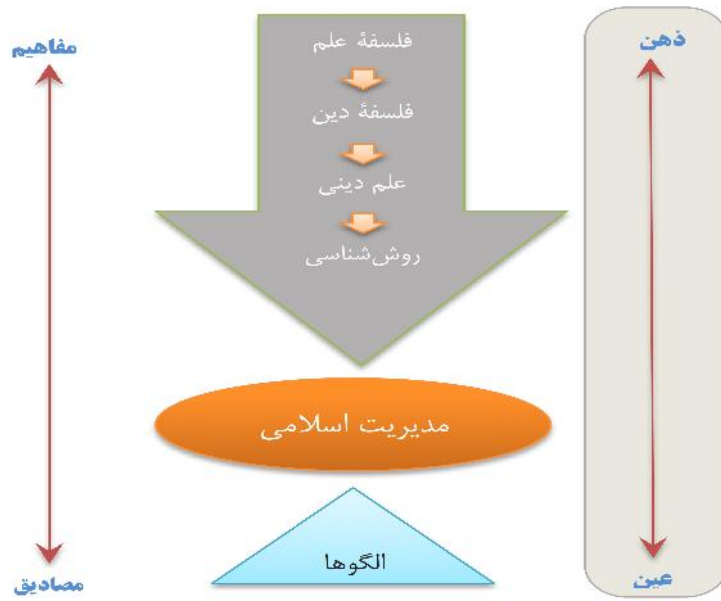 ذهن
مفاهیم
فلسفهٔ علم
فلسفهٔ دین
علم دینی
روش‌شناسی
مدیریت اسلامی
الگوها
عین
مصادیق